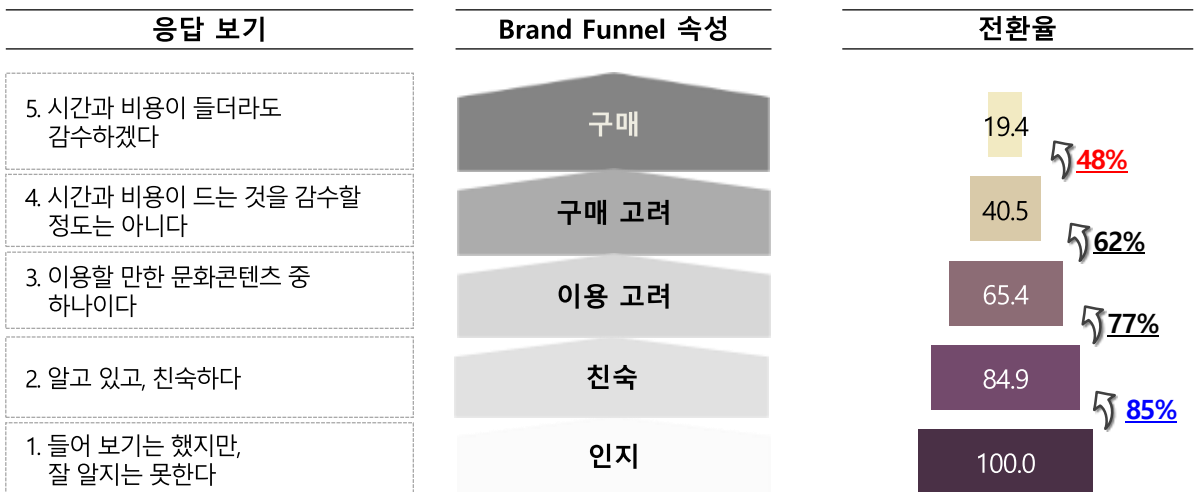 응답 보기
Brand Funnel 속성
전환율
5. 시간과 비용이 들더라도
감수하겠다
구매
19.4
48%
4. 시간과 비용이 드는 것을 감수할
정도는 아니다
구매 고려
40.5
62%
3. 이용할 만한 문화콘텐츠 중
하나이다
이용 고려
65.4
77%
2. 알고 있고, 친숙하다
친숙
84.9
85%
1. 들어 보기는 했지만,
잘 알지는 못한다
인지
100.0